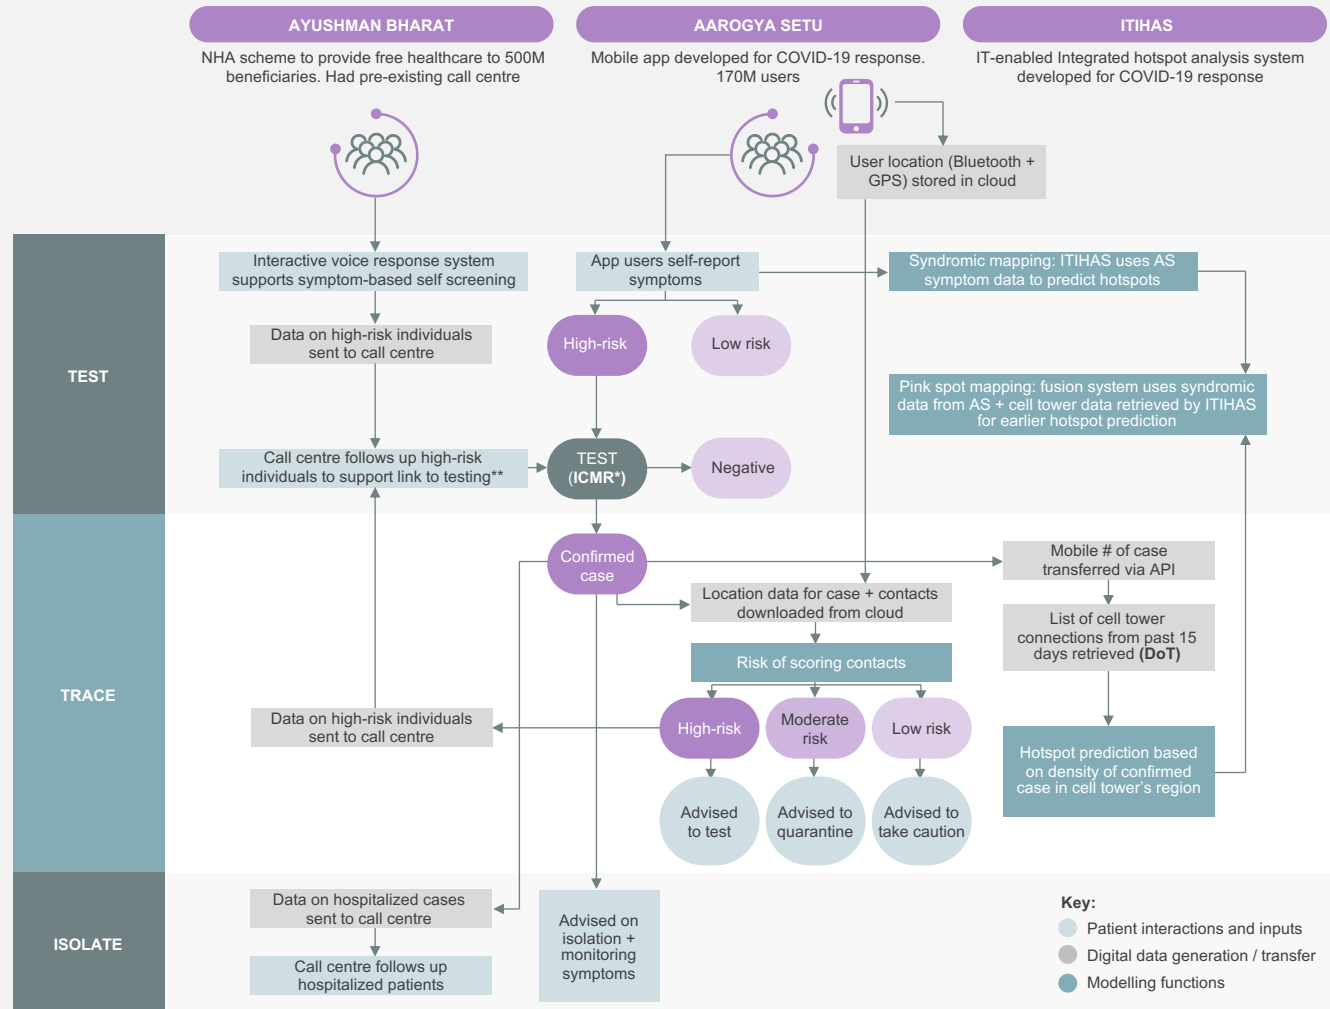 AYUSHMAN BHARAT
NHA scheme to provide free healthcare to 500M
beneficiaries. Had pre-existing call centre
AAROGYA SETU
Mobile app developed for COVID-19 response.
170M users
ITIHAS
IT-enabled Integrated hotspot analysis system
developed for COVID-19 response
User location (Bluetooth +
GPS) stored in cloud
TEST
Interactive voice response system
supports symptom-based self screening
App users self-report
symptoms
Syndromic mapping: ITIHAS uses AS
symptom data to predict hotspots
Data on high-risk individuals
sent to call centre
High-risk
Low risk
Pink spot mapping: fusion system uses syndromic
data from AS + cell tower data retrieved by ITIHAS
for earlier hotspot prediction
Call centre follows up high-risk
individuals to support link to testing**
TEST
(ICMR*)
Negative
TRACE
Confirmed
case
Mobile # of case
transferred via API
Location data for case + contacts
downloaded from cloud
List of cell tower
connections from past 15
days retrieved (DoT)
Risk of scoring contacts
Data on high-risk individuals
sent to call centre
High-risk
Moderate
risk
Low risk
Hotspot prediction based
on density of confirmed
case in cell tower's region
Advised
to test
Advised to
quarantine
Advised to
take caution
ISOLATE
Data on hospitalized cases
sent to call centre
Call centre follows up
hospitalized patients
Advised on
isolation +
monitoring
symptoms
Key:
Patient interactions and inputs
Digital data generation / transfer
Modelling functions